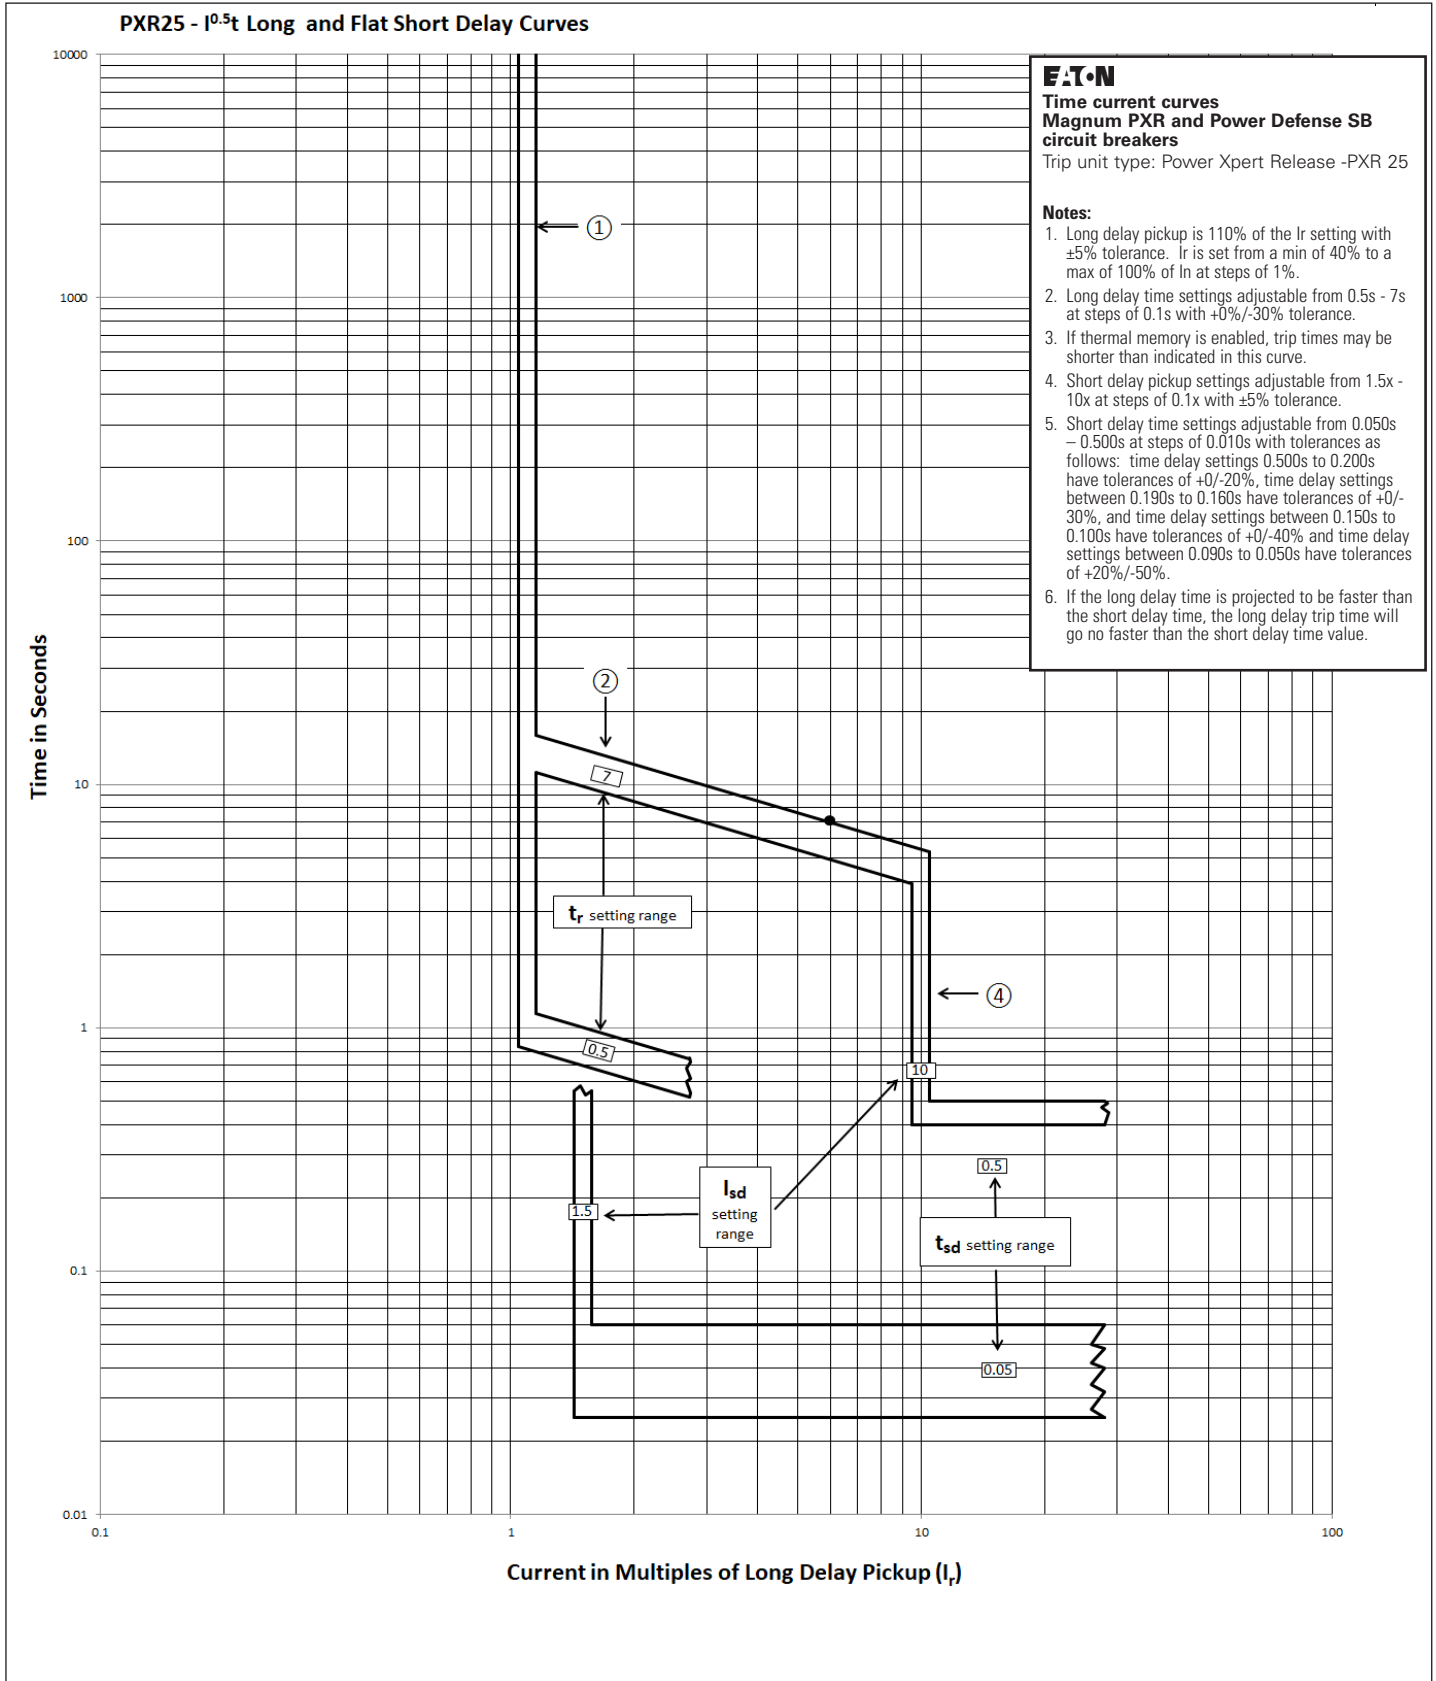 PXR25 - I0.5t Long and Flat Short Delay Curves
EATON
Time current curves
Magnum PXR and Power Defense SB
circuit breakers
Trip unit type: Power Xpert Release -PXR 25
Notes:
1. Long delay pickup is 110% of the Ir setting with
±5% tolerance. Ir is set from a min of 40% to a
max of 100% of In at steps of 1%.
2. Long delay time settings adjustable from 0.5s - 7s
at steps of 0.1s with +0%/-30% tolerance.
3. If thermal memory is enabled, trip times may be
shorter than indicated in this curve.
4. Short delay pickup settings adjustable from 1.5x -
10x at steps of 0.1x with ±5% tolerance.
5. Short delay time settings adjustable from 0.050s
– 0.500s at steps of 0.010s with tolerances as
follows: time delay settings 0.500s to 0.200s
have tolerances of +0/-20%, time delay settings
between 0.190s to 0.160s have tolerances of +0/-
30%, and time delay settings between 0.150s to
0.100s have tolerances of +0/-40% and time delay
settings between 0.090s to 0.050s have tolerances
of +20%/-50%.
6. If the long delay time is projected to be faster than
the short delay time, the long delay trip time will
go no faster than the short delay time value.
10000
1000
100
10
1
0.1
0.01
Time in Seconds
①
②
7
tr setting range
④
0.5
10
0.5
Isd
setting
range
1.5
tsd setting range
0.05
0.1
1
10
100
Current in Multiples of Long Delay Pickup (Ir)